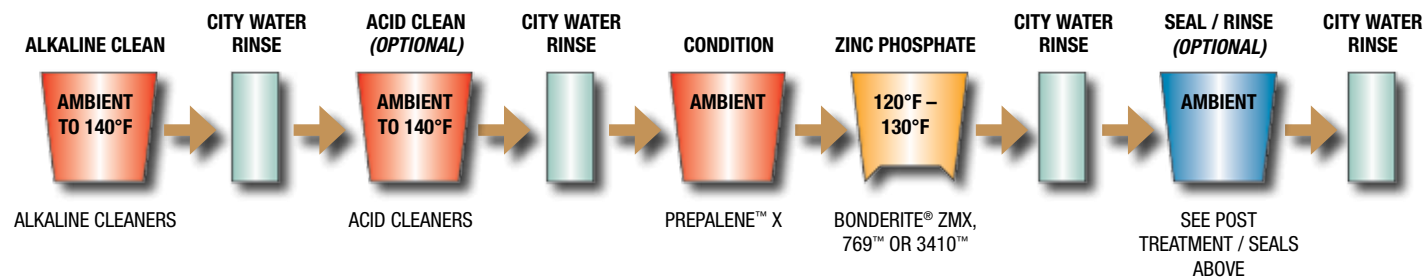 ALKALINE CLEAN
AMBIENT
TO 140°F
ALKALINE CLEANERS
CITY WATER
RINSE
ACID CLEAN
(OPTIONAL)
AMBIENT
TO 140°F
ACID CLEANERS
CITY WATER
RINSE
CONDITION
AMBIENT
PREPALENE™ X
ZINC PHOSPHATE
120°F –
130°F
BONDERITE® ZMX,
769™ OR 3410™
CITY WATER
RINSE
SEAL / RINSE
(OPTIONAL)
AMBIENT
SEE POST
TREATMENT / SEALS
ABOVE
CITY WATER
RINSE